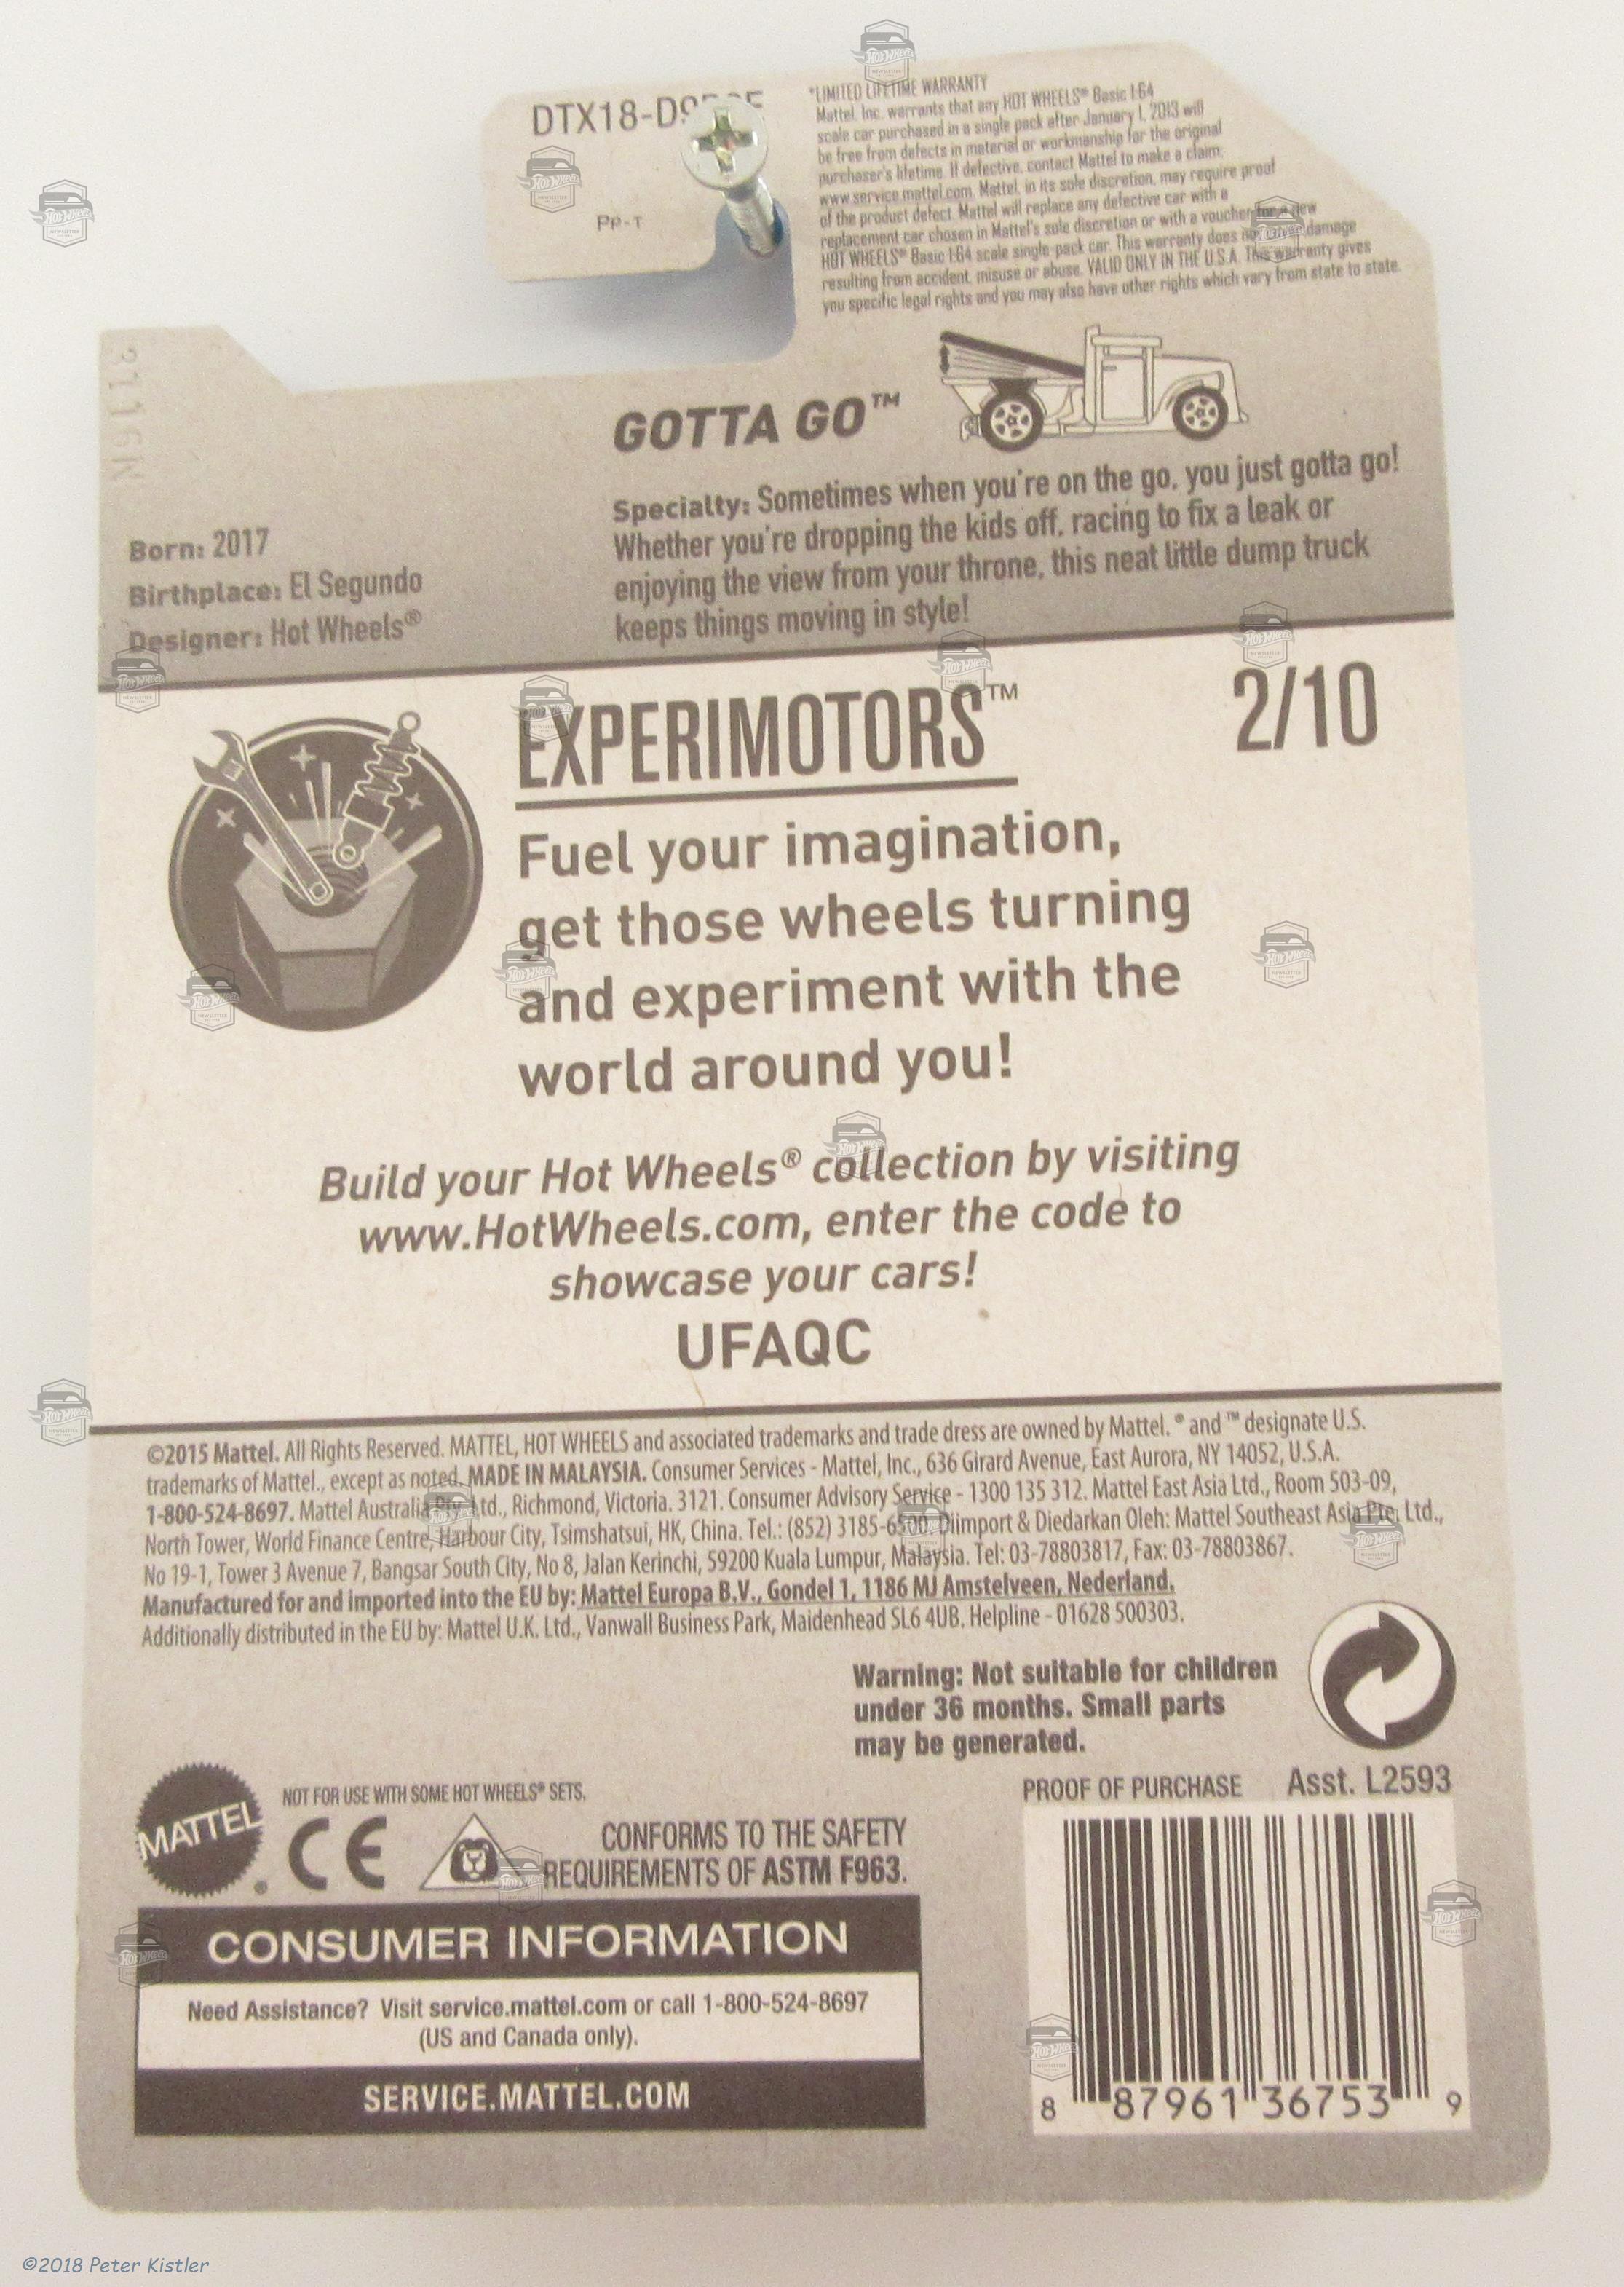 DTX18-D9
Pp-T
*LIMITED LIFETIME WARRANTY
Mattel, Inc. warrants that any HOT WHEELS® Basic 1:64
scale car purchased in a single pack after January 1, 2013 will
be free from defects in material or workmanship for the original
purchaser's lifetime. If defective, contact Mattel to make a claim;
www.service.mattel.com. Mattel, in its sole discretion, may require proof
of the product defect. Mattel will replace any defective car with a
replacement car chosen in Mattel's sole discretion or with a voucher for a new
HOT WHEELS® Basic 1:64 scale single-pack car. This warranty does not cover damage
resulting from accident, misuse or abuse. VALID ONLY IN THE U.S.A. This warranty gives
you specific legal rights and you may also have other rights which vary from state to state.
GOTTA GO™
Specialty: Sometimes when you're on the go, you just gotta go!
Whether you're dropping the kids off, racing to fix a leak or
enjoying the view from your throne, this neat little dump truck
keeps things moving in style!
Born: 2017
Birthplace: El Segundo
Designer: Hot Wheels®
EXPERIMOTORS™
2/10
Fuel your imagination,
get those wheels turning
and experiment with the
world around you!
Build your Hot Wheels® collection by visiting
www.HotWheels.com, enter the code to
showcase your cars!
UFAQC
©2015 Mattel. All Rights Reserved. MATTEL, HOT WHEELS and associated trademarks and trade dress are owned by Mattel. ® and ™ designate U.S.
trademarks of Mattel., except as noted. MADE IN MALAYSIA. Consumer Services - Mattel, Inc., 636 Girard Avenue, East Aurora, NY 14052, U.S.A.
1-800-524-8697. Mattel Australia Pty. Ltd., Richmond, Victoria. 3121. Consumer Advisory Service - 1300 135 312. Mattel East Asia Ltd., Room 503-09,
North Tower, World Finance Centre, Harbour City, Tsimshatsui, HK, China. Tel.: (852) 3185-6500. Diimport & Diedarkan Oleh: Mattel Southeast Asia Pte. Ltd.,
No 19-1, Tower 3 Avenue 7, Bangsar South City, No 8, Jalan Kerinchi, 59200 Kuala Lumpur, Malaysia. Tel: 03-78803817, Fax: 03-78803867.
Manufactured for and imported into the EU by: Mattel Europa B.V., Gondel 1, 1186 MJ Amstelveen, Nederland.
Additionally distributed in the EU by: Mattel U.K. Ltd., Vanwall Business Park, Maidenhead SL6 4UB. Helpline - 01628 500303.
Warning: Not suitable for children
under 36 months. Small parts
may be generated.
PROOF OF PURCHASE Asst. L2593
MATTEL®
NOT FOR USE WITH SOME HOT WHEELS® SETS.
CE
CONFORMS TO THE SAFETY
REQUIREMENTS OF ASTM F963.
CONSUMER INFORMATION
Need Assistance? Visit service.mattel.com or call 1-800-524-8697
(US and Canada only).
SERVICE.MATTEL.COM
8 87961 36753 9
©2018 Peter Kistler